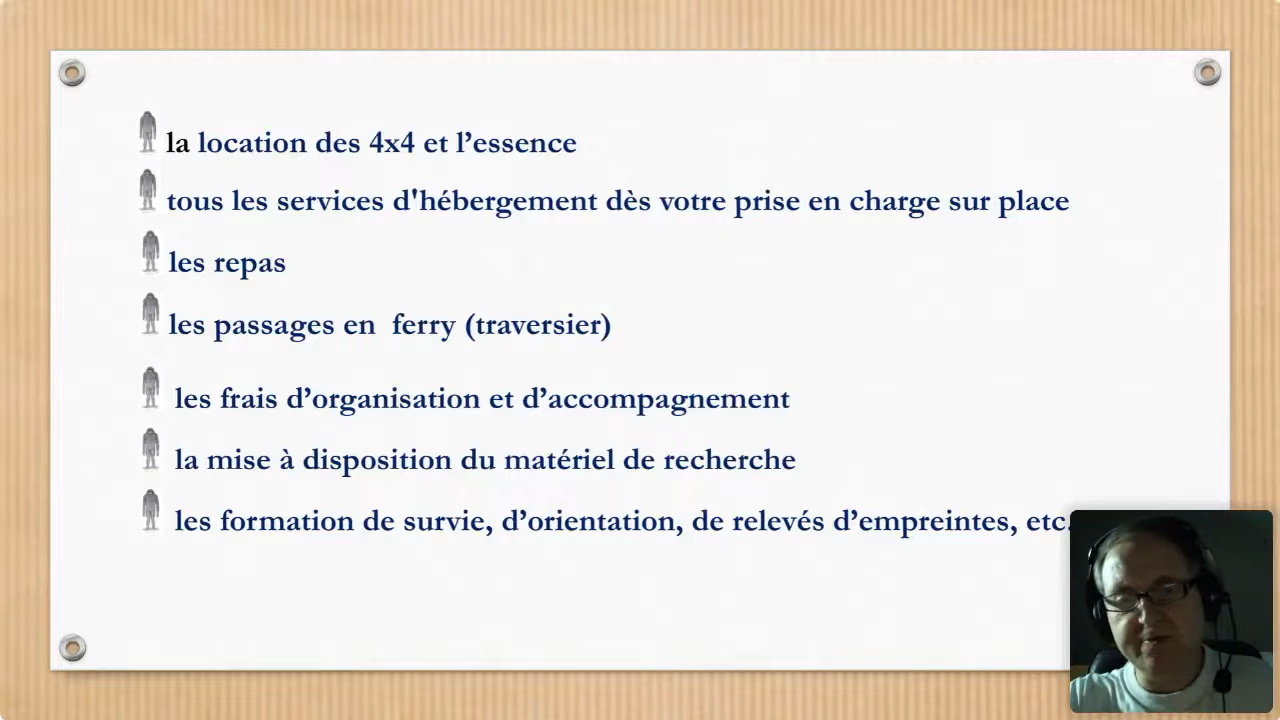 la location des 4x4 et l’essence
tous les services d'hébergement dès votre prise en charge sur place
les repas
les passages en ferry (traversier)
les frais d’organisation et d’accompagnement
la mise à disposition du matériel de recherche
les formation de survie, d’orientation, de relevés d’empreintes, etc.